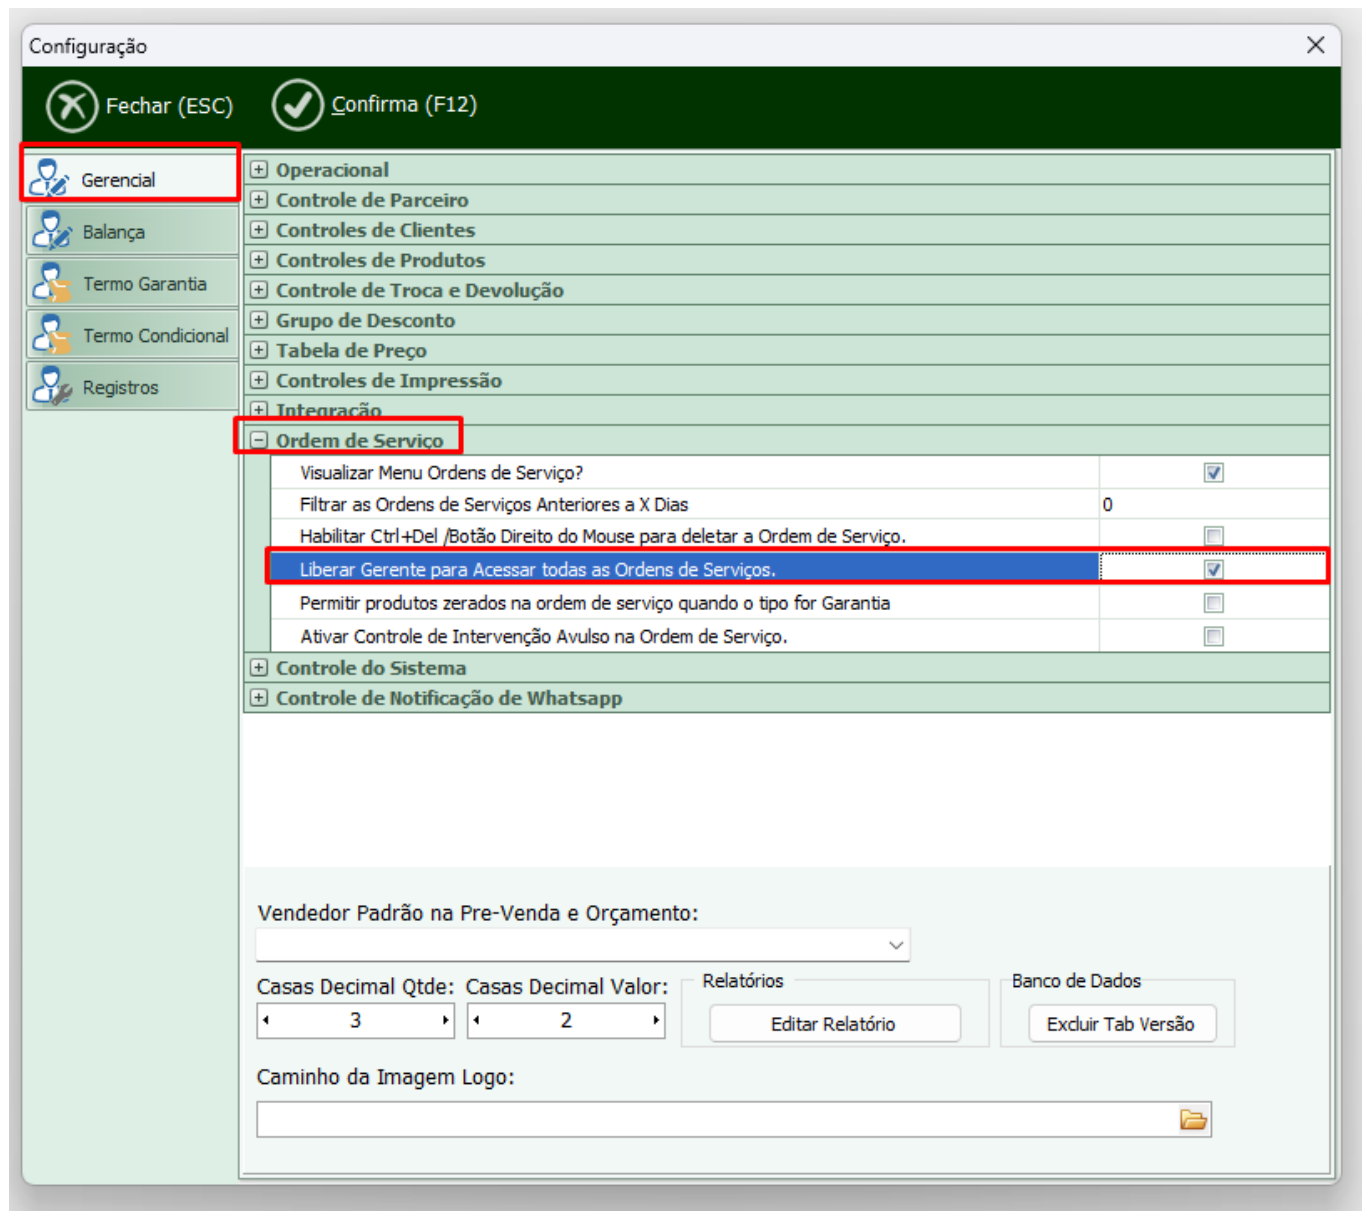 Configuração
Fechar (ESC)
Confirma (F12)
Gerencial
Balança
Termo Garantia
Termo Condicional
Registros
Operacional
Controle de Parceiro
Controles de Clientes
Controles de Produtos
Controle de Troca e Devolução
Grupo de Desconto
Tabela de Preço
Controles de Impressão
Integração
Ordem de Serviço
Visualizar Menu Ordens de Serviço?
Filtrar as Ordens de Serviços Anteriores a X Dias 0
Habilitar Ctrl+Del /Botão Direito do Mouse para deletar a Ordem de Serviço.
Liberar Gerente para Acessar todas as Ordens de Serviços.
Permitir produtos zerados na ordem de serviço quando o tipo for Garantia
Ativar Controle de Intervenção Avulso na Ordem de Serviço.
Controle do Sistema
Controle de Notificação de Whatsapp
Vendedor Padrão na Pre-Venda e Orçamento:
Casas Decimal Qtde: Casas Decimal Valor: Relatórios Banco de Dados
3 2 Editar Relatório Excluir Tab Versão
Caminho da Imagem Logo: